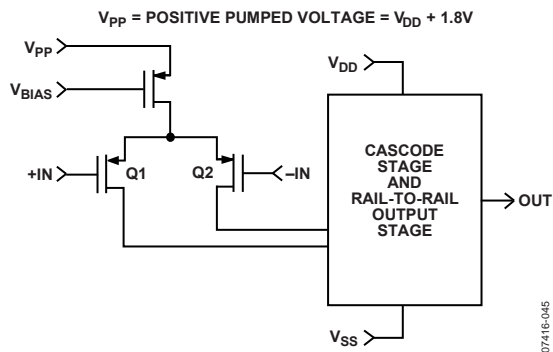 VPP = POSITIVE PUMPED VOLTAGE = VDD + 1.8V
VPP
VDD
VBIAS
+IN
Q1
Q2
–IN
CASCODE
STAGE
AND
RAIL-TO-RAIL
OUTPUT
STAGE
OUT
VSS
07416-045